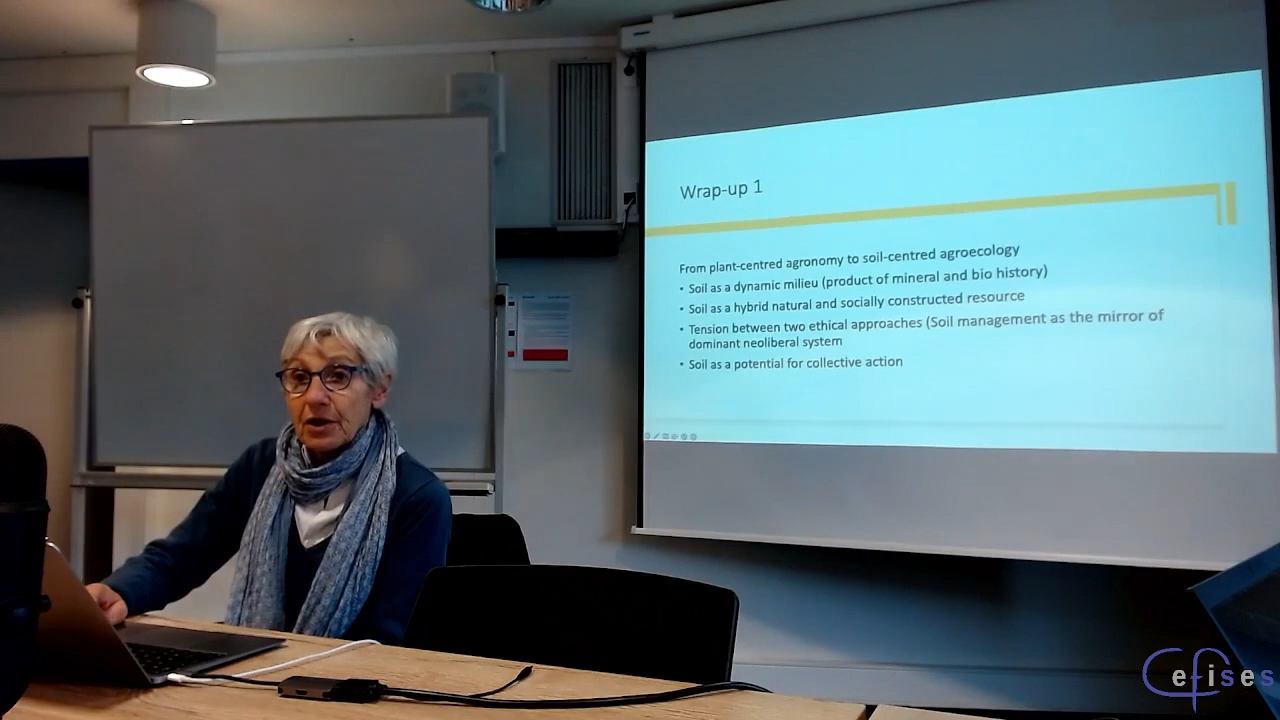 Wrap-up 1
From plant-centred agronomy to soil-centred agroecology
• Soil as a dynamic milieu (product of mineral and bio history)
• Soil as a hybrid natural and socially constructed resource
• Tension between two ethical approaches (Soil management as the mirror of
dominant neoliberal system
• Soil as a potential for collective action
Cefises